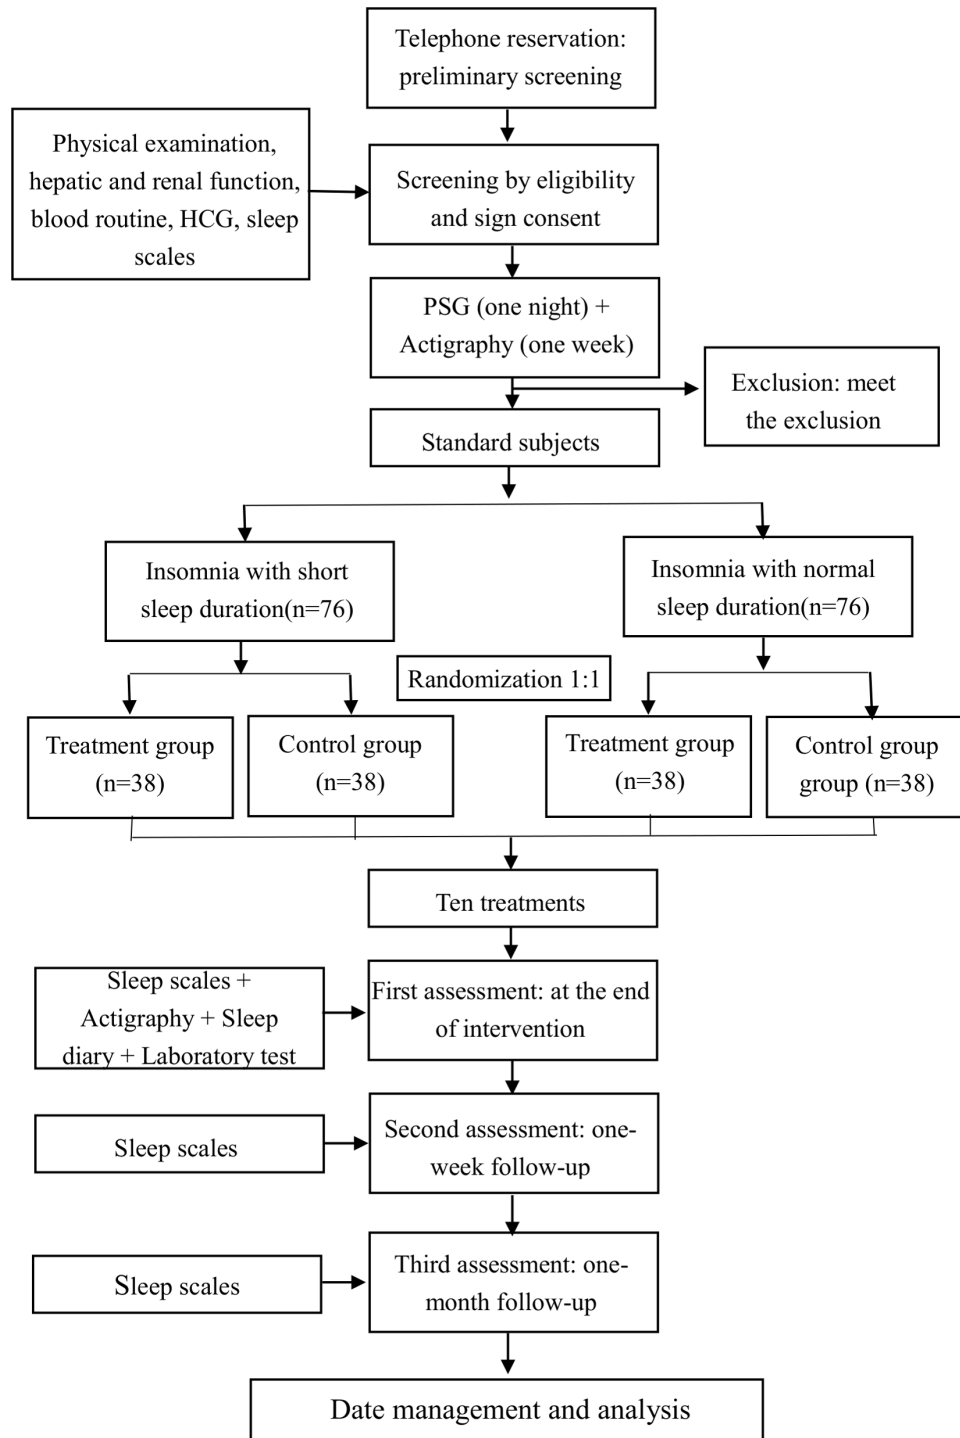 Telephone reservation:
preliminary screening
Physical examination,
hepatic and renal function,
blood routine, HCG, sleep
scales
Screening by eligibility
and sign consent
PSG (one night) +
Actigraphy (one week)
Exclusion: meet
the exclusion
Standard subjects
Insomnia with short
sleep duration(n=76)
Insomnia with normal
sleep duration(n=76)
Randomization 1:1
Treatment group
(n=38)
Control group
(n=38)
Treatment group
(n=38)
Control group
group (n=38)
Ten treatments
Sleep scales +
Actigraphy + Sleep
diary + Laboratory test
First assessment: at the end
of intervention
Sleep scales
Second assessment: one-
week follow-up
Sleep scales
Third assessment: one-
month follow-up
Date management and analysis